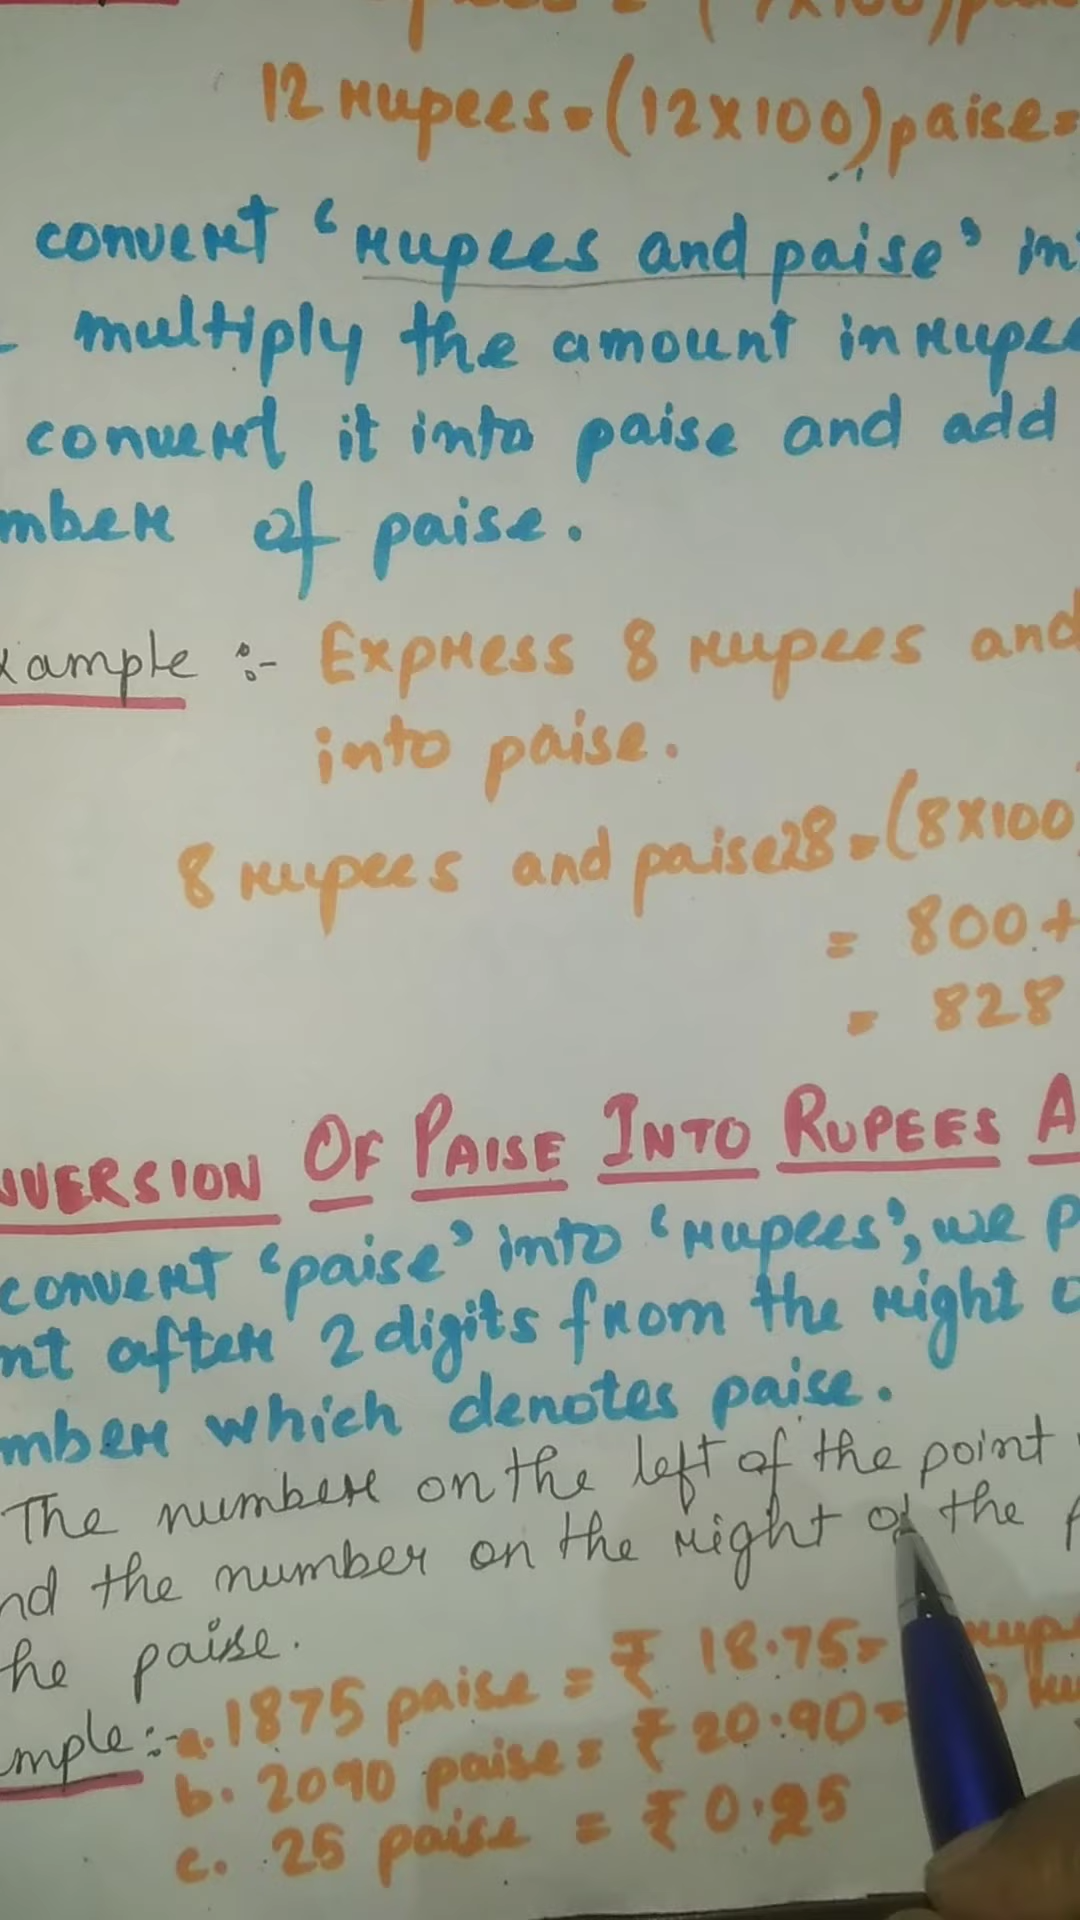 (7x100)
12 rupees=(12x100)paise=
convert 'rupees and paise' in
multiply the amount in rupee
convert it into paise and add
mber of paise.
xample :- Express 8 rupees and
into paise.
8 rupees and paise28=(8x100
= 800+
= 828
NVERSION OF PAISE INTO RUPEES A
convert 'paise' into 'rupees', we p
nt after 2 digits from the right o
mber which denotes paise.
The number on the left of the point
nd the number on the right of the p
he paise.
mple:- a. 1875 paise = ₹ 18.75= rup
b. 2090 paise= ₹ 20.90=
c. 25 paise = ₹ 0.25